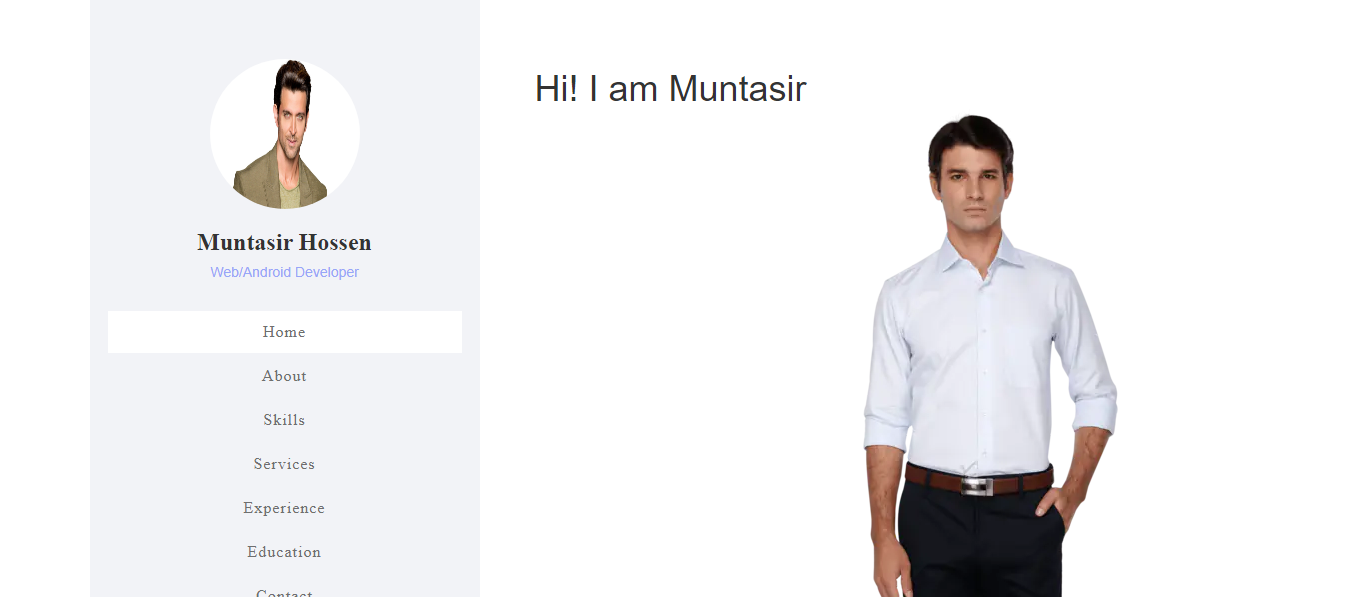 Muntasir Hossen
Web/Android Developer
Home
About
Skills
Services
Experience
Education
Contact
Hi! I am Muntasir